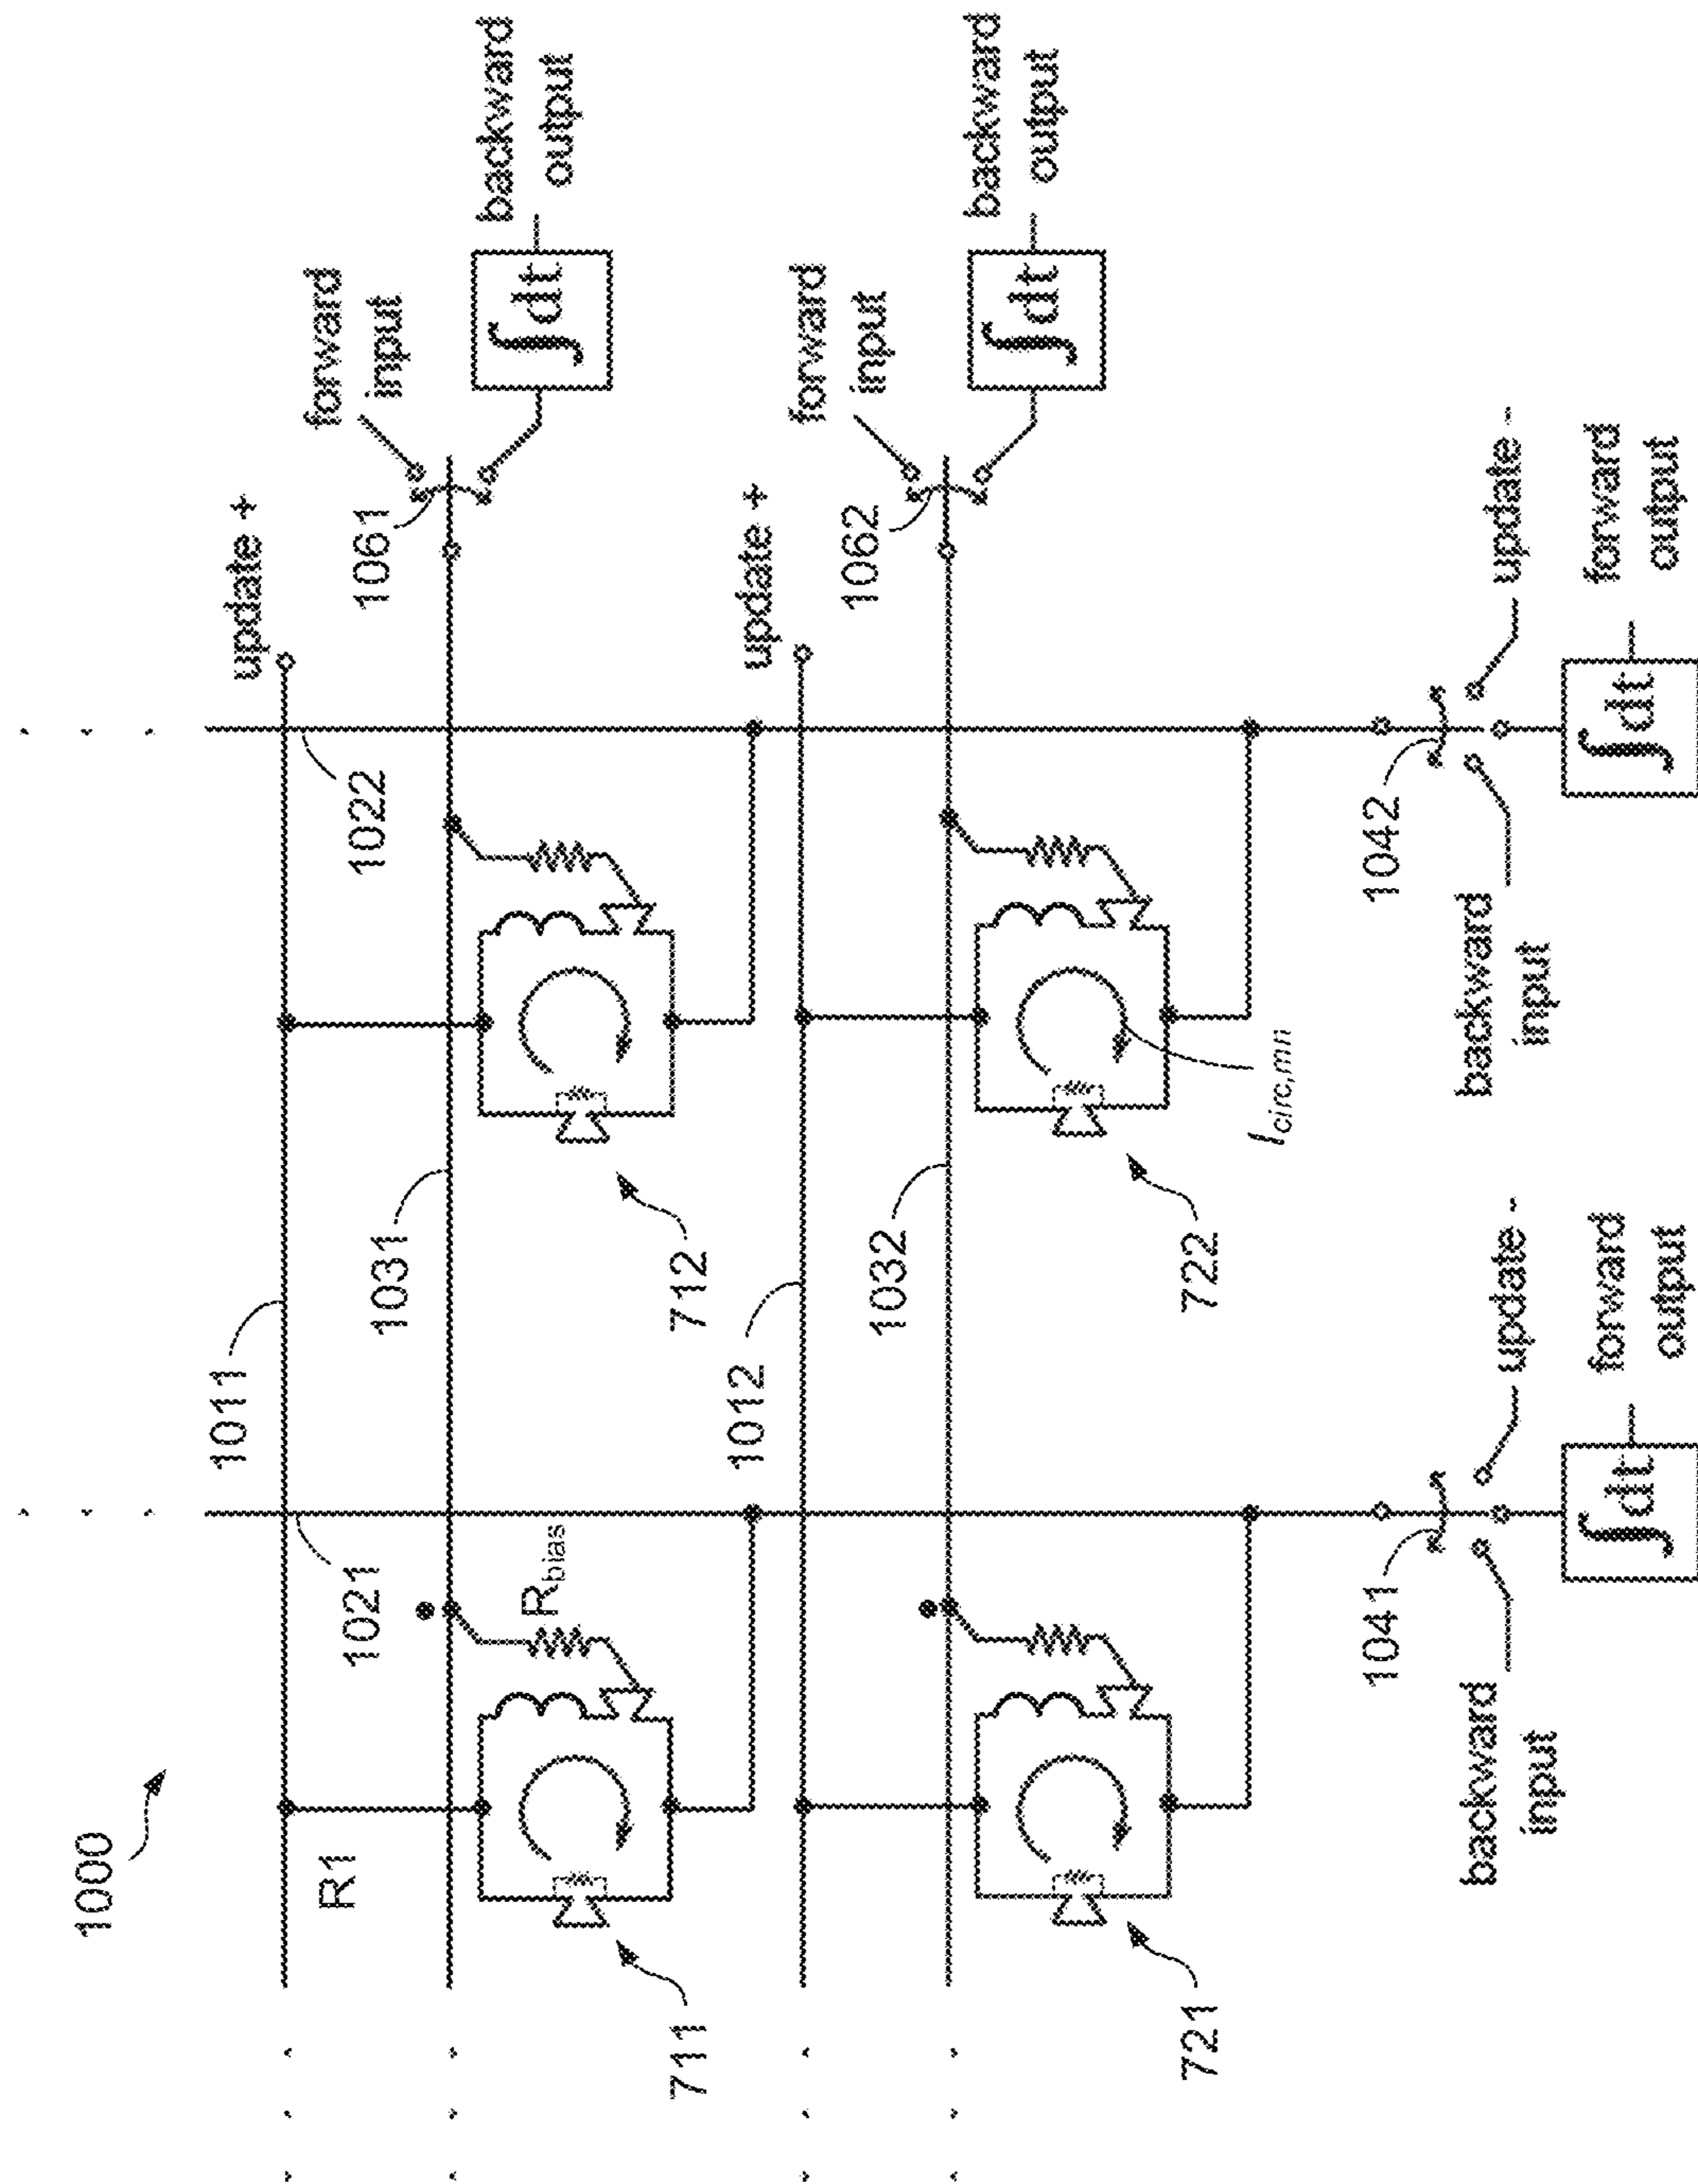 1000
1011
update +
R1
1021
1022
forward
input
1031
1061
backward
output
R_bias
∫dt
711
712
1012
update +
forward
input
1032
1062
backward
output
∫dt
721
722
I_circ,mn
1041
1042
backward
input
update -
backward
input
update -
∫dt
forward
output
∫dt
forward
output